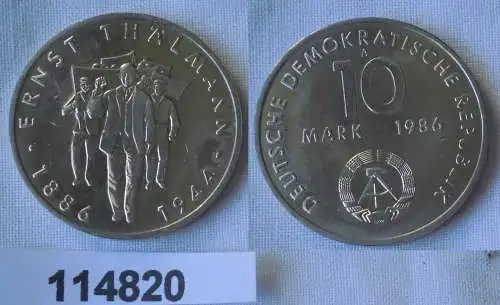 1886 · ERNST THÄLMANN · 1944
DEUTSCHE DEMOKRATISCHE REPUBLIK
A
10
MARK 1986
114820